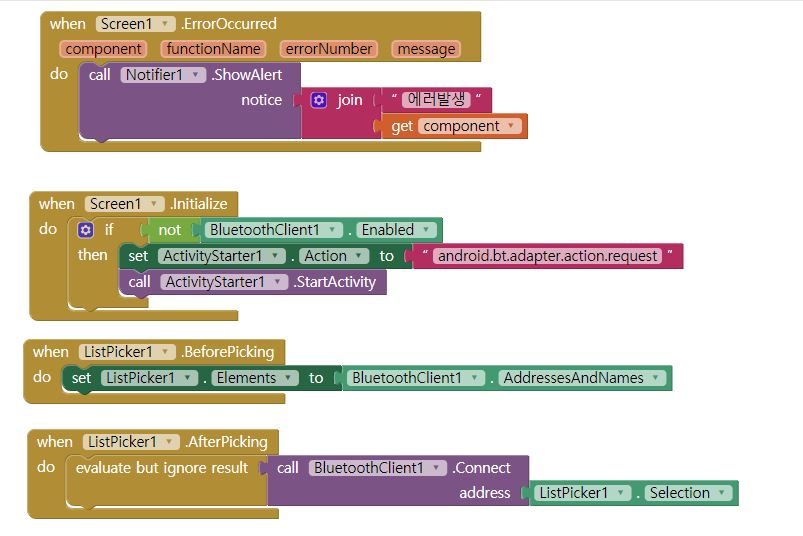 when Screen1 .ErrorOccurred
component functionName errorNumber message
do call Notifier1 .ShowAlert
notice join “ 에러발생 ”
get component
when Screen1 .Initialize
do if not BluetoothClient1 . Enabled
then set ActivityStarter1 . Action to “ android.bt.adapter.action.request ”
call ActivityStarter1 .StartActivity
when ListPicker1 .BeforePicking
do set ListPicker1 . Elements to BluetoothClient1 . AddressesAndNames
when ListPicker1 .AfterPicking
do evaluate but ignore result call BluetoothClient1 .Connect
address ListPicker1 . Selection